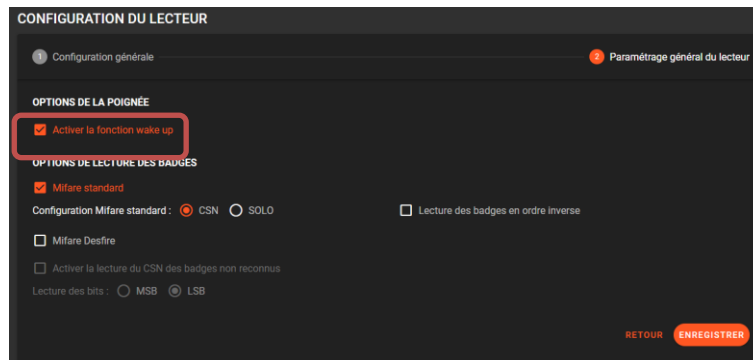 CONFIGURATION DU LECTEUR
1 Configuration générale
2 Paramétrage général du lecteur
OPTIONS DE LA POIGNÉE
Activer la fonction wake up
OPTIONS DE LECTURE DES BADGES
Mifare standard
Configuration Mifare standard : CSN SOLO
Lecture des badges en ordre inverse
Mifare Desfire
Activer la lecture du CSN des badges non reconnus
Lecture des bits : MSB LSB
RETOUR ENREGISTRER